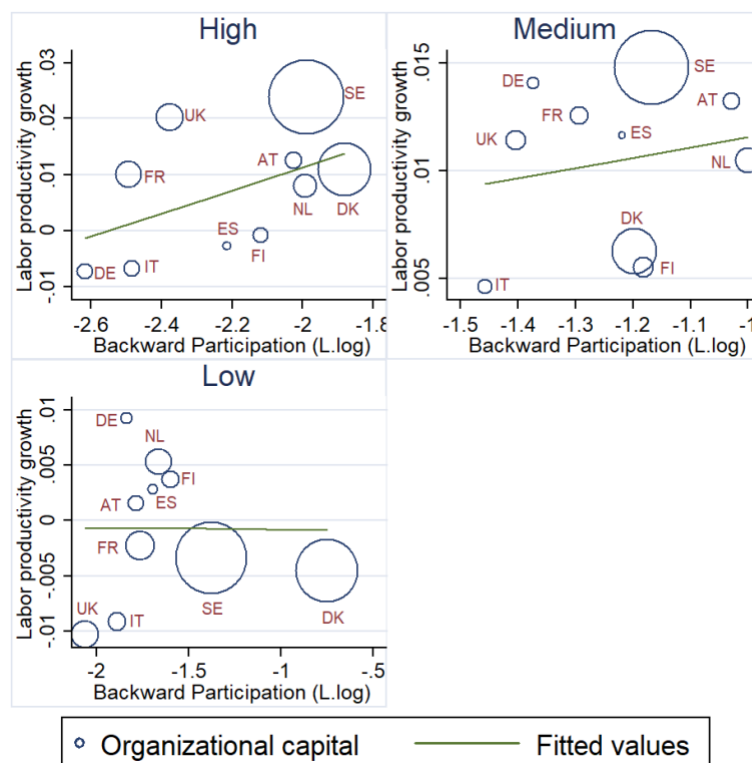 High
Labor productivity growth
.03
.02
.01
0
-.01
SE
UK
FR
AT
NL
DK
ES
FI
DE
IT
-2.6
-2.4
-2.2
-2
-1.8
Backward Participation (L.log)
Medium
Labor productivity growth
.015
.01
.005
SE
DE
AT
FR
ES
UK
NL
DK
FI
IT
-1.5
-1.4
-1.3
-1.2
-1.1
-1
Backward Participation (L.log)
Low
Labor productivity growth
.01
.005
0
-.005
-.01
DE
NL
FI
ES
AT
FR
SE
DK
UK
IT
-2
-1.5
-1
-.5
Backward Participation (L.log)
Organizational capital
Fitted values